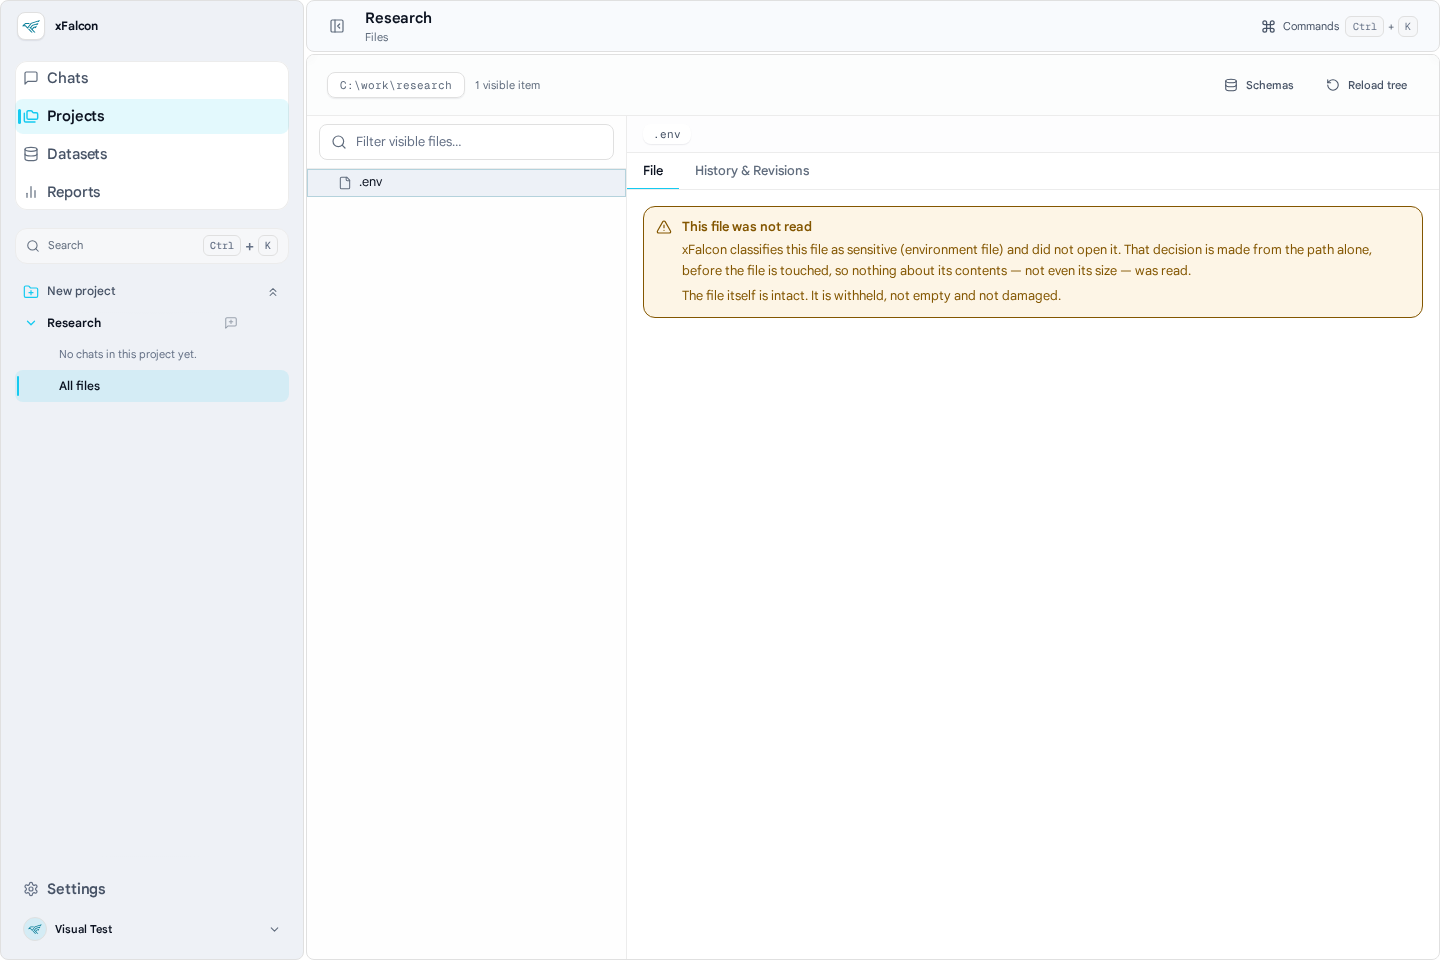 xFalcon
Chats
Projects
Datasets
Reports
Search Ctrl + K
New project
Research
No chats in this project yet.
All files
Settings
Visual Test
Research
Files
Commands Ctrl + K
C:\work\research 1 visible item
Schemas Reload tree
Filter visible files...
.env
.env
File History & Revisions
This file was not read
xFalcon classifies this file as sensitive (environment file) and did not open it. That decision is made from the path alone,
before the file is touched, so nothing about its contents — not even its size — was read.
The file itself is intact. It is withheld, not empty and not damaged.